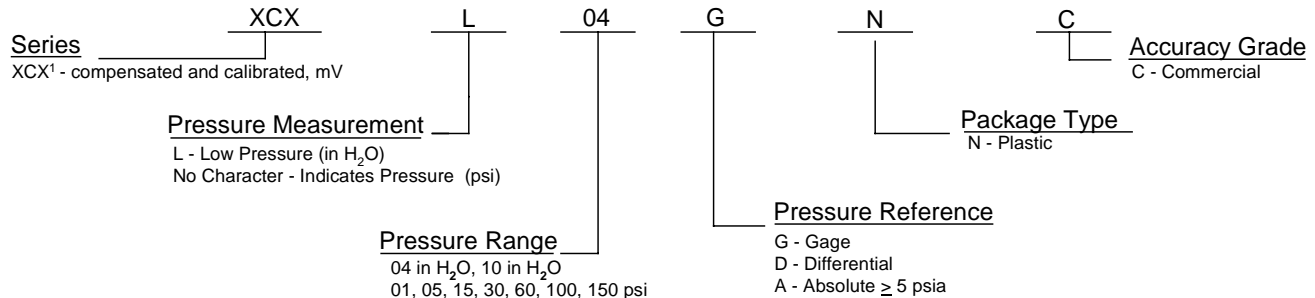 XCX L 04 G N C
Series
XCX¹ - compensated and calibrated, mV
Accuracy Grade
C - Commercial
Pressure Measurement
L - Low Pressure (in H₂O)
No Character - Indicates Pressure (psi)
Package Type
N - Plastic
Pressure Range
04 in H₂O, 10 in H₂O
01, 05, 15, 30, 60, 100, 150 psi
Pressure Reference
G - Gage
D - Differential
A - Absolute ≥ 5 psia